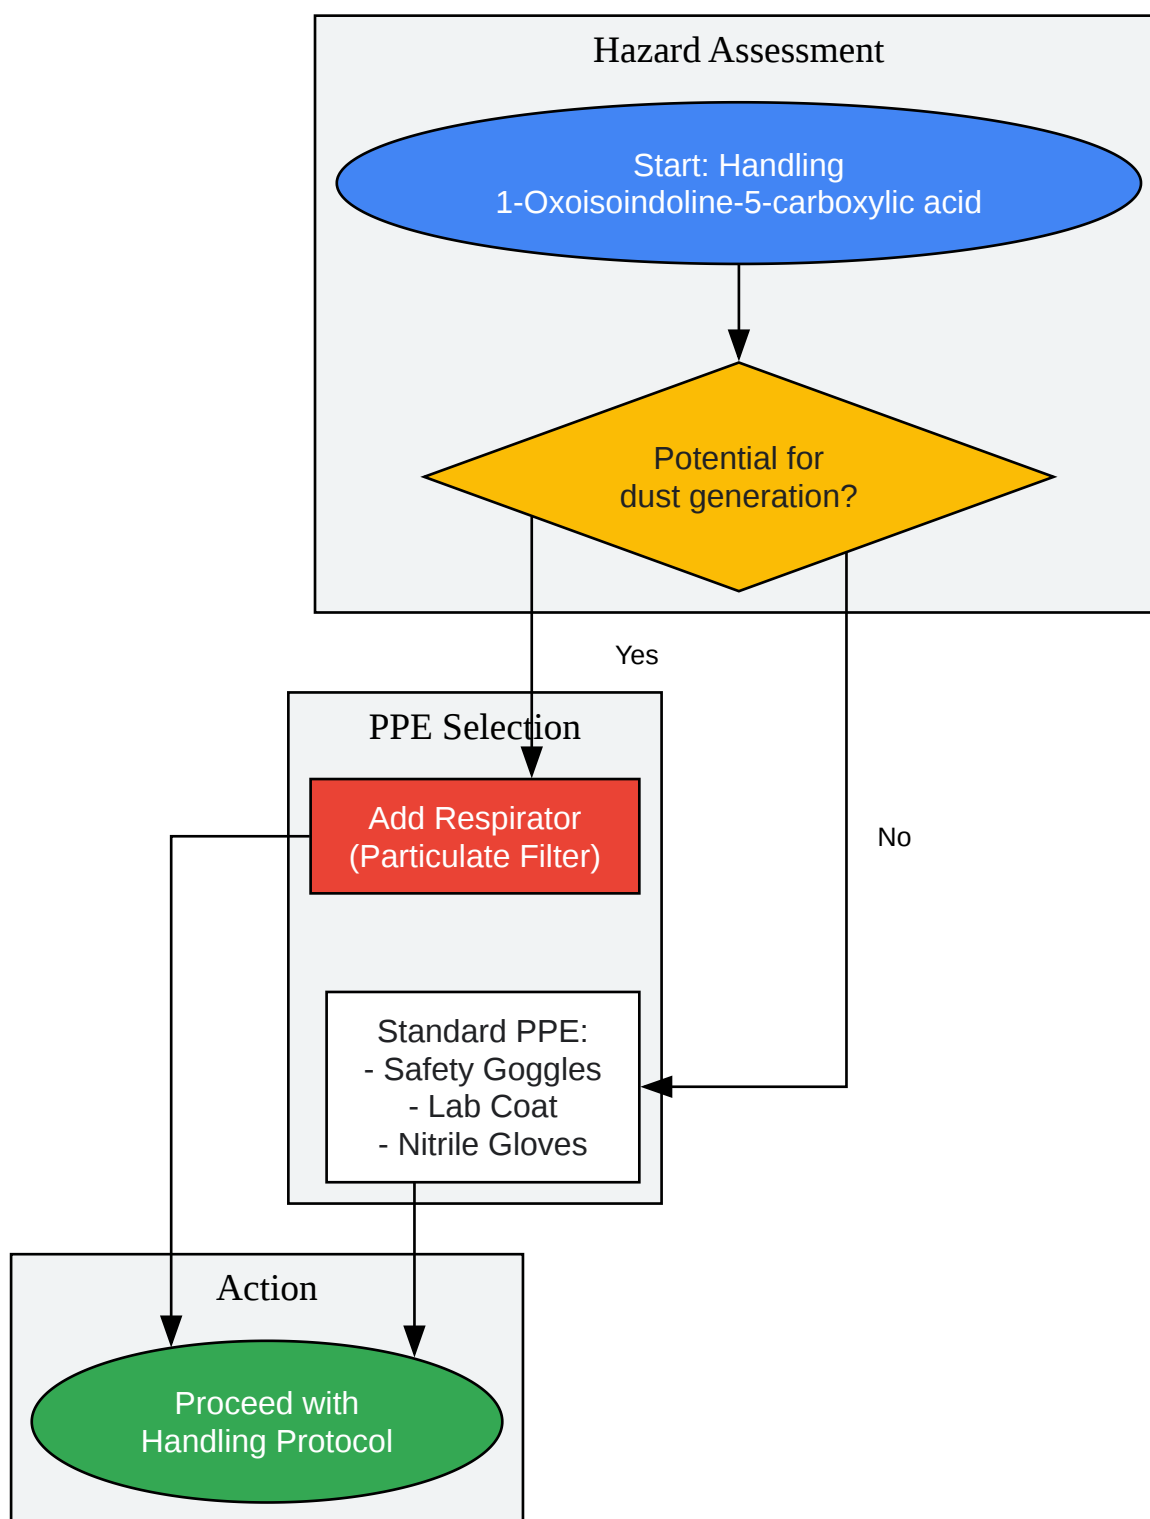 Hazard Assessment
Start: Handling
1-Oxoisoindoline-5-carboxylic acid
Potential for
dust generation?
Yes
PPE Selection
Add Respirator
(Particulate Filter)
No
Standard PPE:
- Safety Goggles
- Lab Coat
- Nitrile Gloves
Action
Proceed with
Handling Protocol